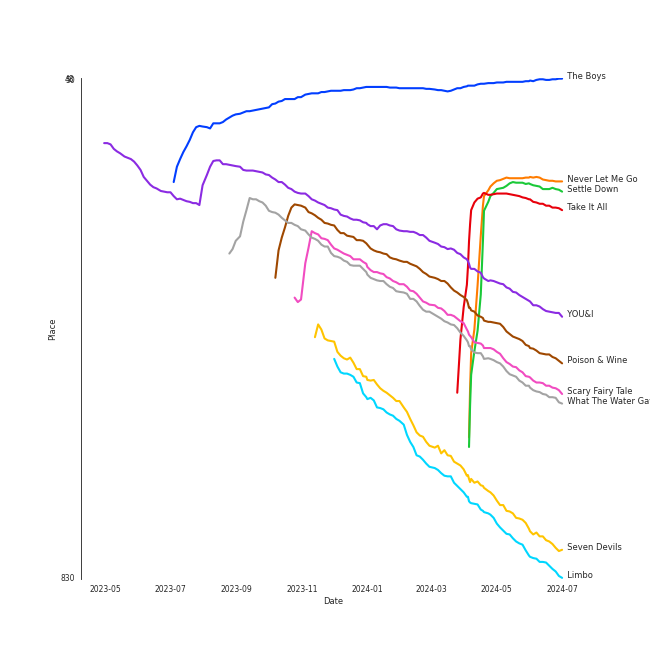 The Boys
Never Let Me Go
Settle Down
Take It All
YOU&I
Place
Poison & Wine
Scary Fairy Tale
What The Water Ga
Seven Devils
830
Limbo
2023-05 2023-07 2023-09 2023-11 2024-01 2024-03 2024-05 2024-07
Date